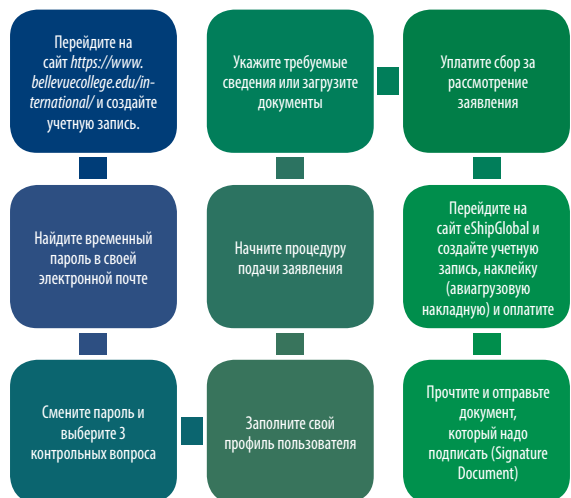 Перейдите на
сайт https://www.
bellevuecollege.edu/in-
ternational/ и создайте
учетную запись.
Найдите временный
пароль в своей
электронной почте
Смените пароль и
выберите 3
контрольных вопроса
Заполните свой
профиль пользователя
Начните процедуру
подачи заявления
Укажите требуемые
сведения или загрузите
документы
Уплатите сбор за
рассмотрение
заявления
Перейдите на
сайт eShipGlobal и
создайте учетную
запись, наклейку
(авиагрузовую
накладную) и оплатите
Прочтите и отправьте
документ,
который надо
подписать (Signature
Document)